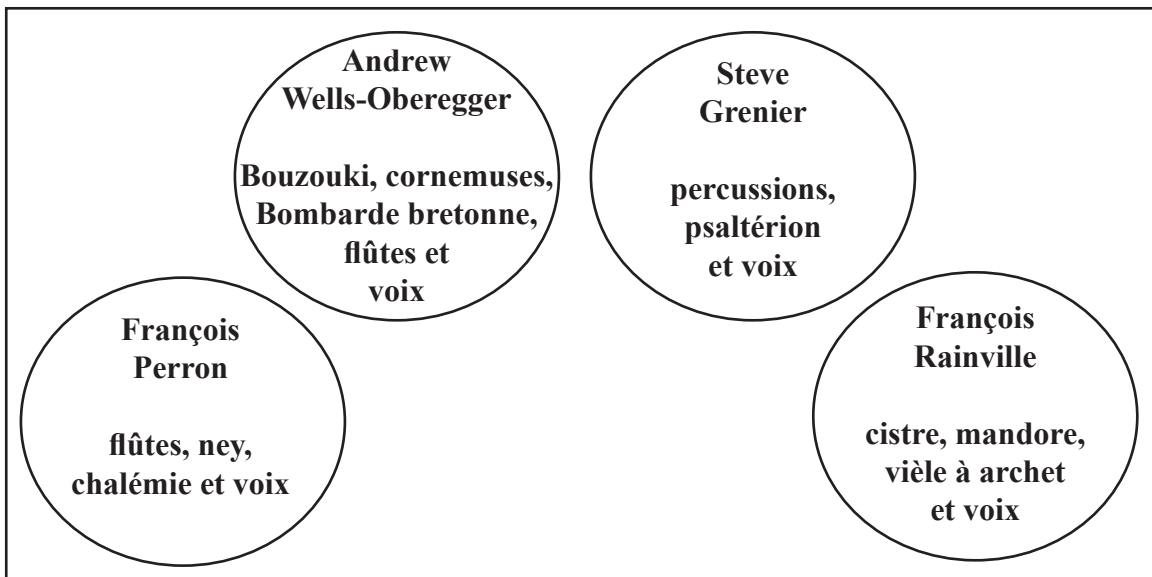 Andrew
Wells-Oberegger
Bouzouki, cornemuses,
Bombarde bretonne,
flûtes et
voix
Steve
Grenier
percussions,
psaltérion
et voix
François
Perron
flûtes, ney,
chalémie et voix
François
Rainville
cistre, mandore,
vièle à archet
et voix